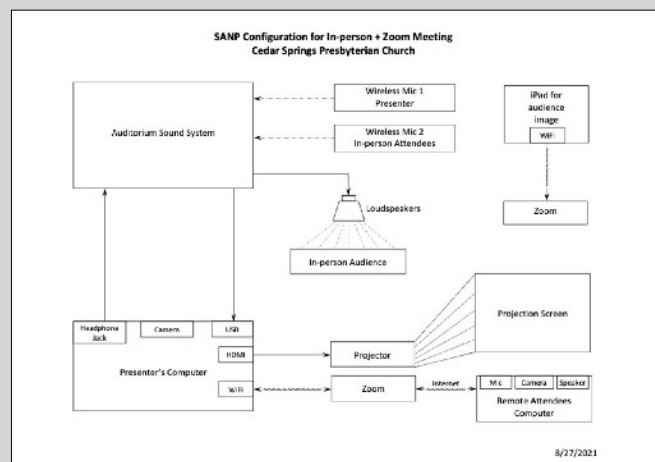 SANP Configuration for In-person + Zoom Meeting
Cedar Springs Presbyterian Church
Wireless Mic 1
Presenter
Wireless Mic 2
In-person Attendees
Auditorium Sound System
iPad for
audience
image
WiFi
Zoom
Loudspeakers
In-person Audience
Headphone
Jack
Camera
USB
HDMI
Presenter's Computer
WiFi
Projector
Projection Screen
Zoom
Internet
Mic
Camera
Speaker
Remote Attendees
Computer
8/27/2021